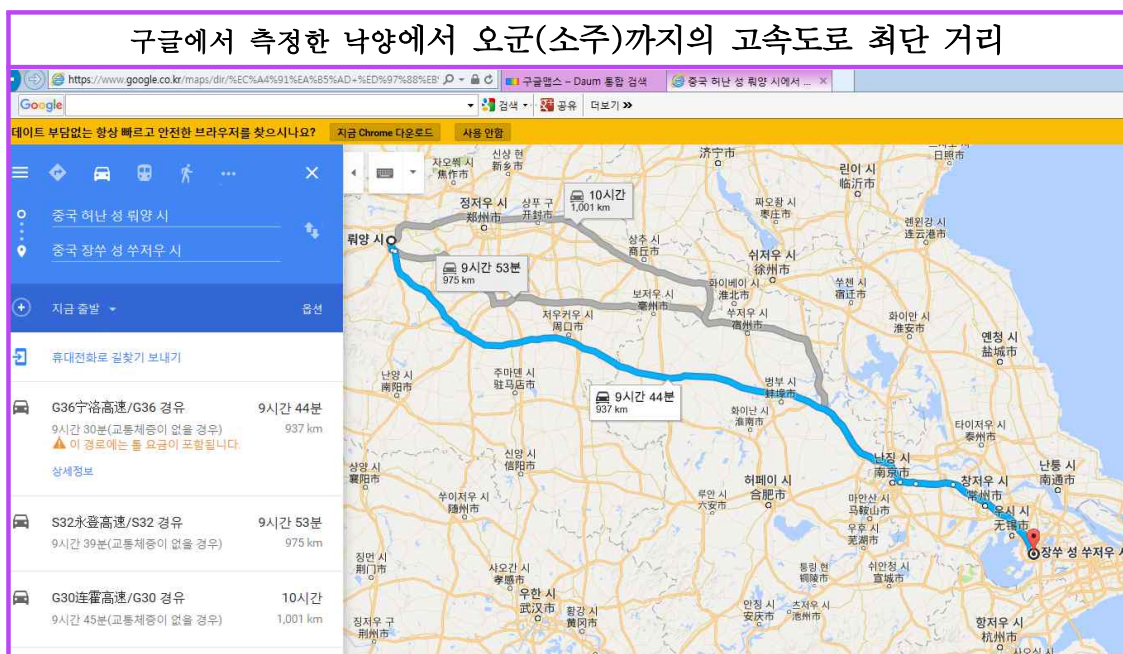 구글에서 측정한 낙양에서 오군(소주)까지의 고속도로 최단 거리
https://www.google.co.kr/maps/dir/%EC%A4%91%EA%B5%AD+%ED%97%88%EB'
구글맵스 – Daum 통합 검색
중국 허난 성 뤄양 시에서 ...
Google
검색
공유
더보기 »
데이트 부담없는 항상 빠르고 안전한 브라우저를 찾으시나요?
지금 Chrome 다운로드
사용 안함
중국 허난 성 뤄양 시
중국 장쑤 성 쑤저우 시
지금 출발
옵션
휴대전화로 길찾기 보내기
G36宁洛高速/G36 경유 9시간 44분
9시간 30분(교통체증이 없을 경우) 937 km
이 경로에는 톨 요금이 포함됩니다.
상세정보
S32永登高速/S32 경유 9시간 53분
9시간 39분(교통체증이 없을 경우) 975 km
G30连霍高速/G30 경유 10시간
9시간 45분(교통체증이 없을 경우) 1,001 km
자오쭤 시
焦作市
신샹 현
新乡市
济宁市
日照市
린이 시
临沂市
정저우 시
郑州市
샹푸 구
开封市
10시간
1,001 km
짜오좡 시
枣庄市
롄윈강 시
连云港市
뤄양 시
상추 시
商丘市
쉬저우 시
徐州市
9시간 53분
975 km
화이베이 시
淮北市
쑤첸 시
宿迁市
보저우 시
亳州市
쑤저우 시
宿州市
저우커우 시
周口市
화이안 시
淮安市
옌청 시
盐城市
난양 시
南阳市
주마뎬 시
驻马店市
9시간 44분
937 km
벙부 시
蚌埠市
화이난 시
淮南市
타이저우 시
泰州市
신양 시
信阳市
샹양 시
襄阳市
난징 시
南京市
난퉁 시
南通市
허페이 시
合肥市
창저우 시
常州市
쑤이저우 시
随州市
루안 시
六安市
마안산 시
马鞍山市
우시 시
无锡市
우후 시
芜湖市
장쑤 성 쑤저우 시
징먼 시
荆门市
샤오간 시
孝感市
퉁링 현
铜陵市
쉬안청 시
宣城市
우한 시
武汉市
황강 시
黄冈市
안칭 시
安庆市
츠저우 시
池州市
징저우 구
荆州市
항저우 시
杭州市
사오싱 시